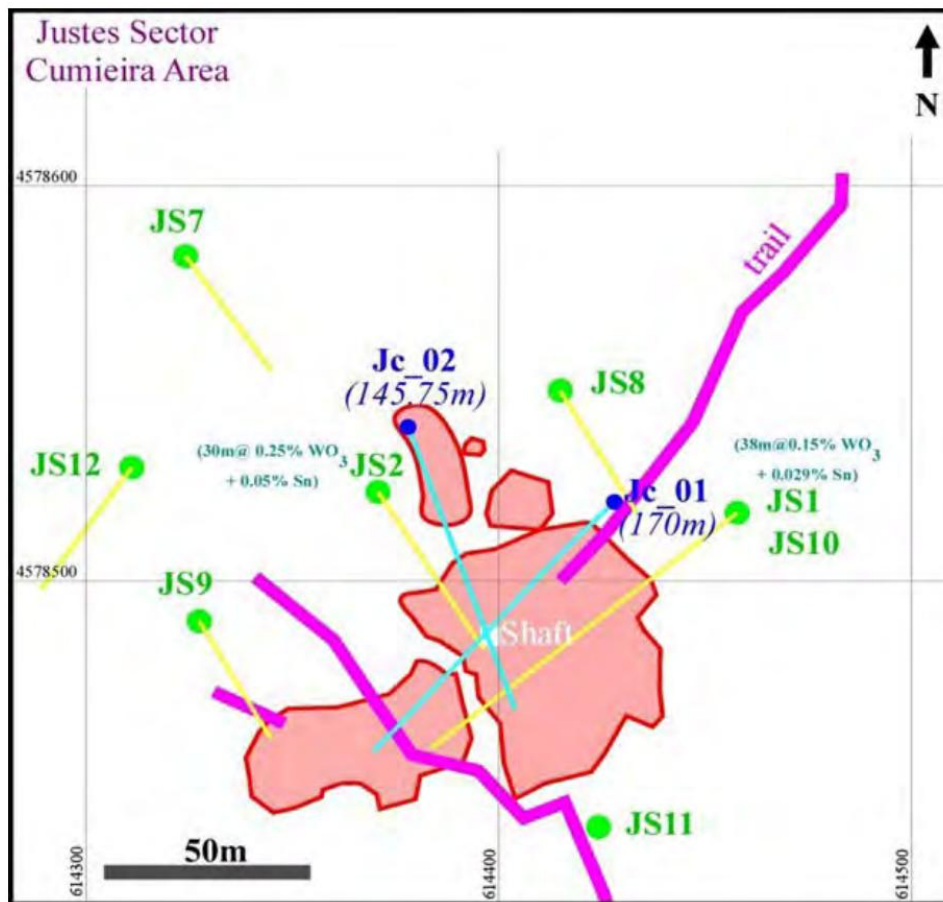 Justes Sector
Cumieira Area
N
4578600
JS7
trail
Jc_02
(145,75m)
JS8
(30m@ 0.25% WO3
+ 0.05% Sn)
(38m@0.15% WO3
+ 0.029% Sn)
JS12
JS2
Jc_01
(170m)
JS1
JS10
4578500
JS9
Shaft
JS11
50m
614300
614400
614500